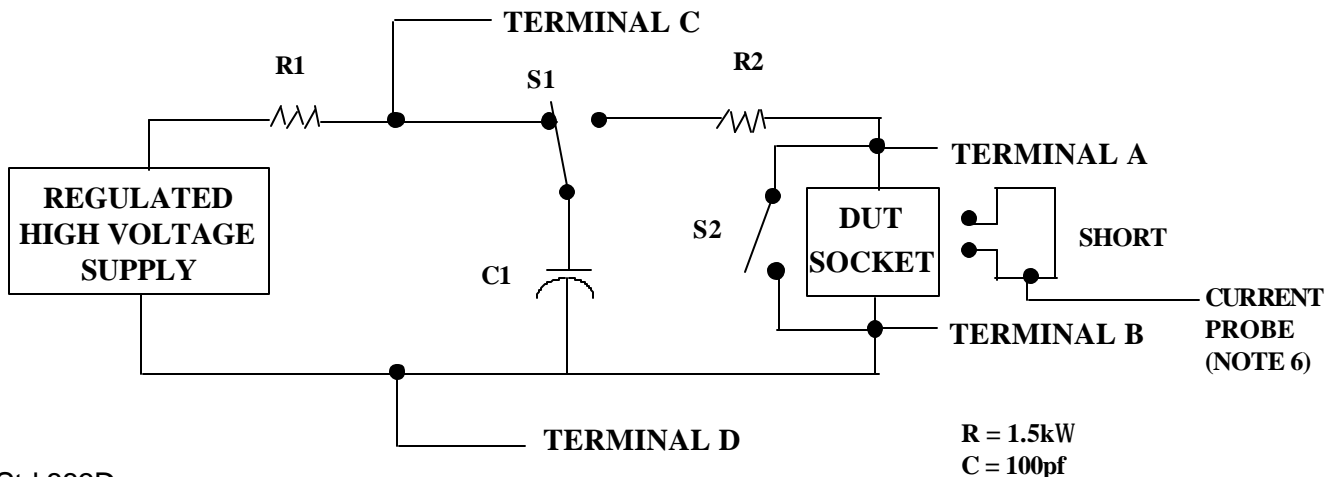 TERMINAL C
R1
S1
R2
TERMINAL A
REGULATED
HIGH VOLTAGE
SUPPLY
S2
DUT
SOCKET
SHORT
C1
CURRENT
PROBE
(NOTE 6)
TERMINAL B
TERMINAL D
R = 1.5kW
C = 100pf